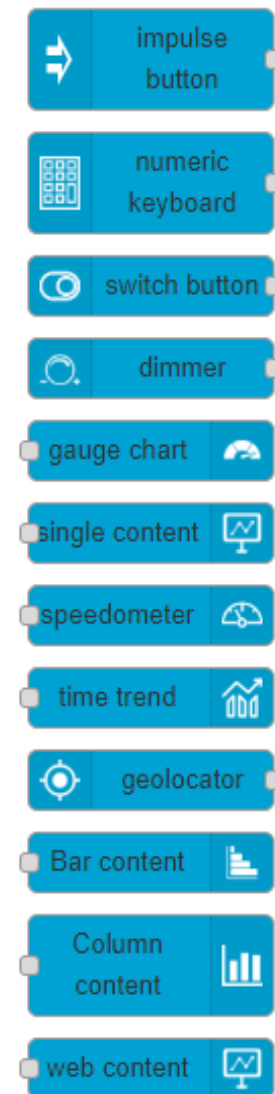 impulse
button
numeric
keyboard
switch button
dimmer
gauge chart
single content
speedometer
time trend
geolocator
Bar content
Column
content
web content